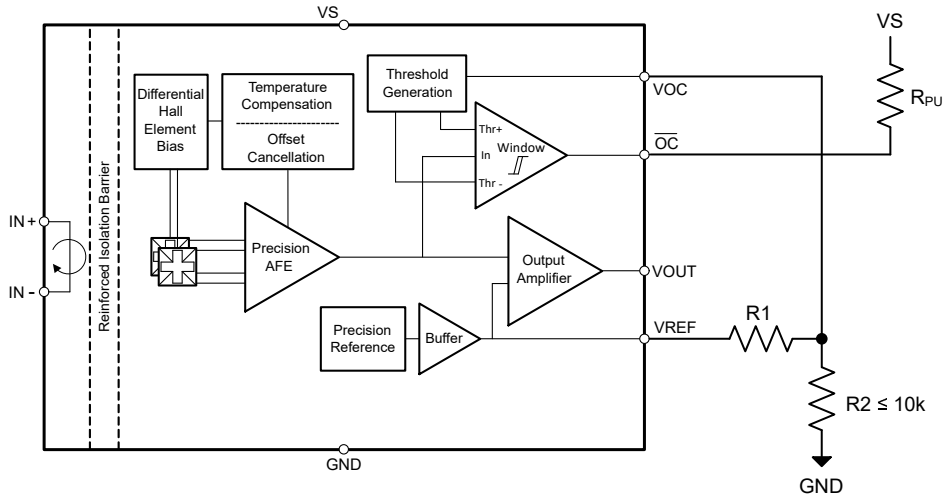 VS
VS
Differential
Hall
Element
Bias
Temperature
Compensation
Offset
Cancellation
Threshold
Generation
VOC
RPU
Thr+
In
Window
Thr -
OC
Reinforced Isolation Barrier
IN +
IN -
Precision
AFE
Output
Amplifier
VOUT
Precision
Reference
Buffer
VREF
R1
R2 ≤ 10k
GND
GND